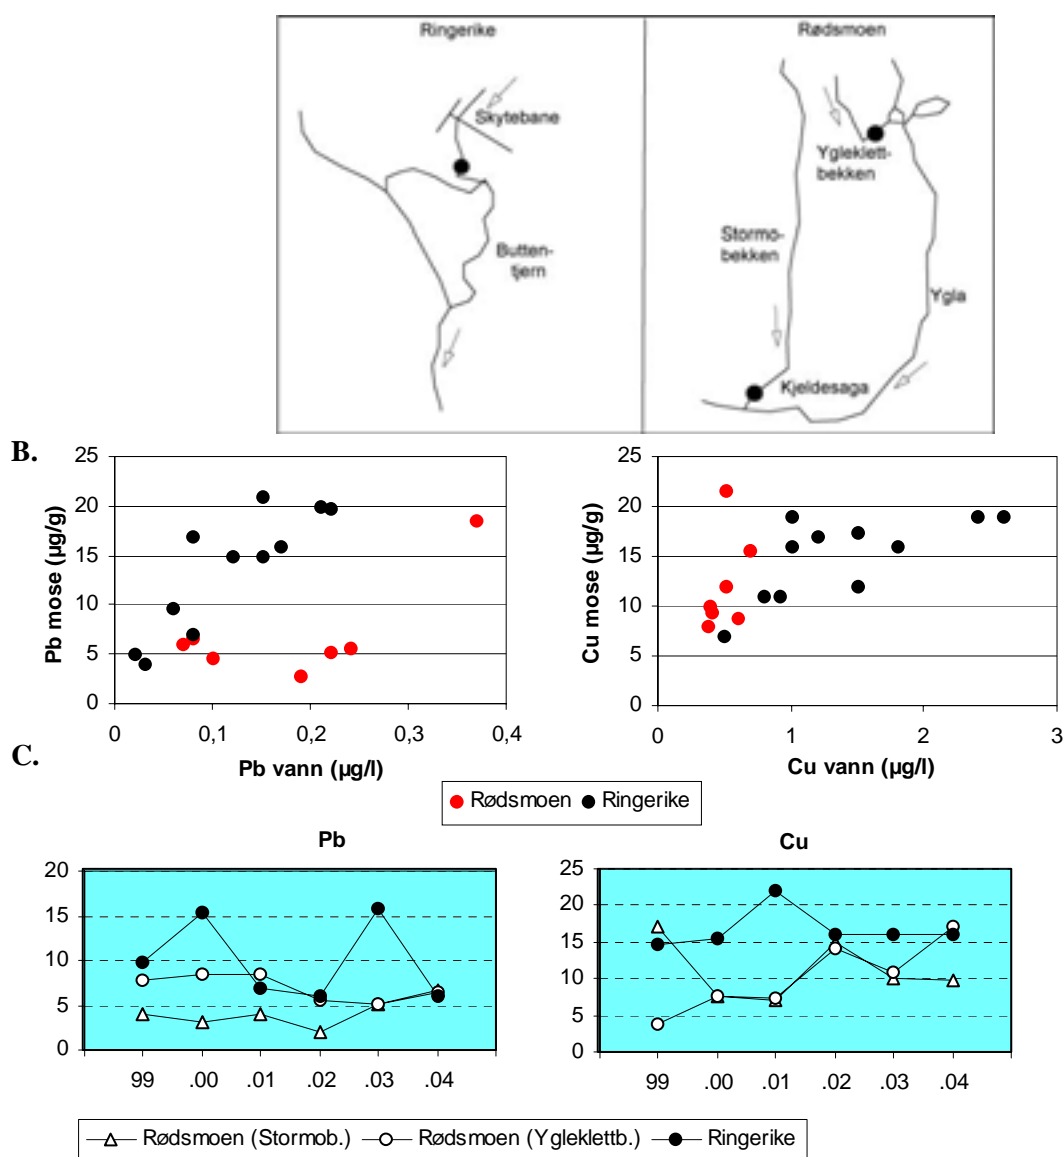 Ringerike
Skytebane
Butten-
tjern
Rødsmoen
Ygleklett-
bekken
Stormo-
bekken
Ygla
Kjeldesaga
B.
25
20
15
10
5
0
Pb mose (µg/g)
0 0,1 0,2 0,3 0,4
Pb vann (µg/l)
25
20
15
10
5
0
Cu mose (µg/g)
0 1 2 3
Cu vann (µg/l)
C.
Rødsmoen Ringerike
Pb
20
15
10
5
0
99 .00 .01 .02 .03 .04
Cu
25
20
15
10
5
0
99 .00 .01 .02 .03 .04
Rødsmoen (Stormob.) Rødsmoen (Ygleklettb.) Ringerike